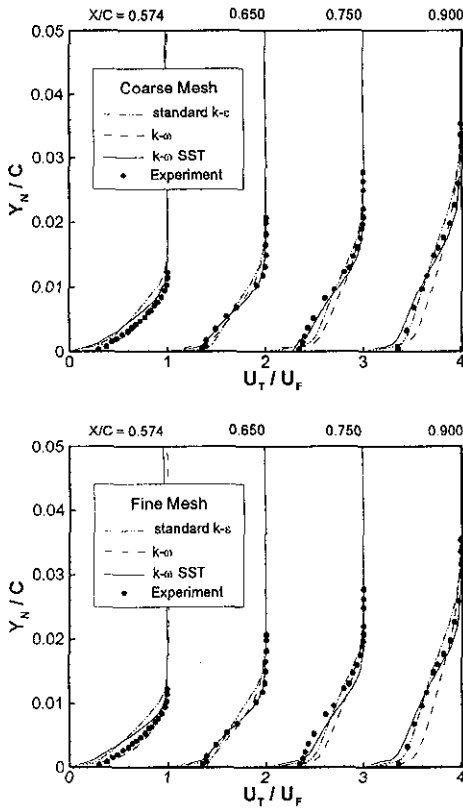 X/C = 0.574 0.650 0.750 0.900
0.05
0.04
0.03
0.02
0.01
0
Y_N / C
Coarse Mesh
standard k-ε
k-ω
k-ω SST
Experiment
0 1 2 3 4
U_T / U_F
X/C = 0.574 0.650 0.750 0.900
0.05
0.04
0.03
0.02
0.01
0
Y_N / C
Fine Mesh
standard k-ε
k-ω
k-ω SST
Experiment
0 1 2 3 4
U_T / U_F